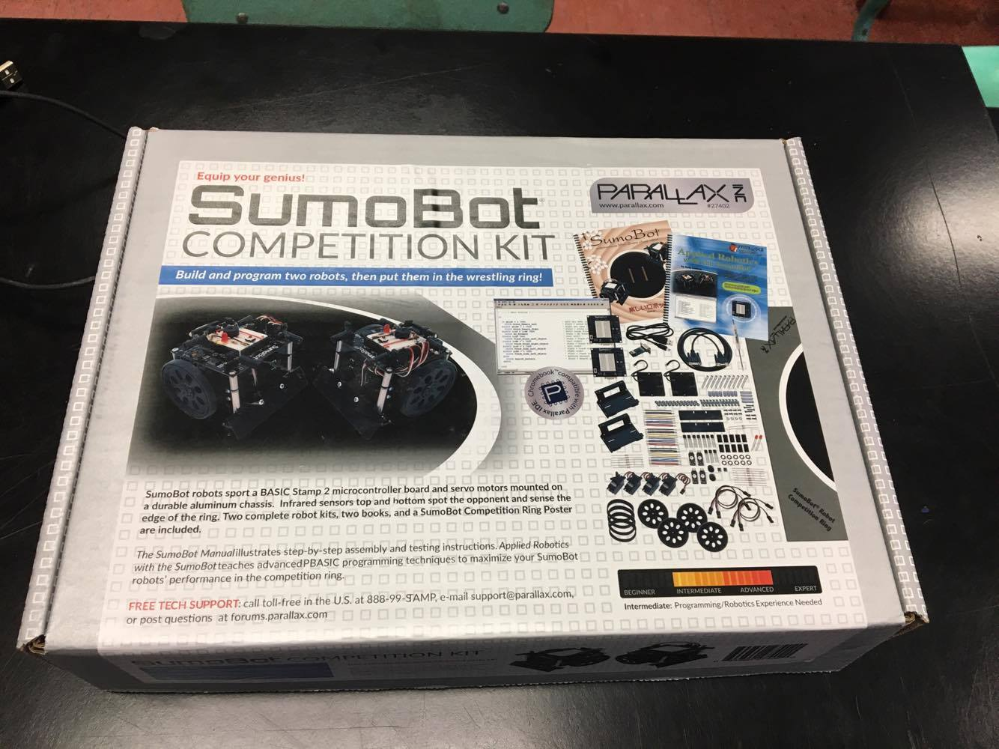 Equip your genius!
SumoBot®
COMPETITION KIT
Build and program two robots, then put them in the wrestling ring!
PARALLAX INC
www.parallax.com #27402
SumoBot
Applied Robotics
Chromebook™ compatible with Parallax IDE
P
PARALLAX
SumoBot® Robot
Competition Ring
SumoBot robots sport a BASIC Stamp 2 microcontroller board and servo motors mounted on
a durable aluminum chassis. Infrared sensors top and bottom spot the opponent and sense the
edge of the ring. Two complete robot kits, two books, and a SumoBot Competition Ring Poster
are included.
The SumoBot Manual illustrates step-by-step assembly and testing instructions. Applied Robotics
with the SumoBot teaches advanced PBASIC programming techniques to maximize your SumoBot
robots' performance in the competition ring.
FREE TECH SUPPORT: call toll-free in the U.S. at 888-99-STAMP, e-mail support@parallax.com,
or post questions at forums.parallax.com
BEGINNER INTERMEDIATE ADVANCED EXPERT
Intermediate: Programming/Robotics Experience Needed
SumoBot COMPETITION KIT